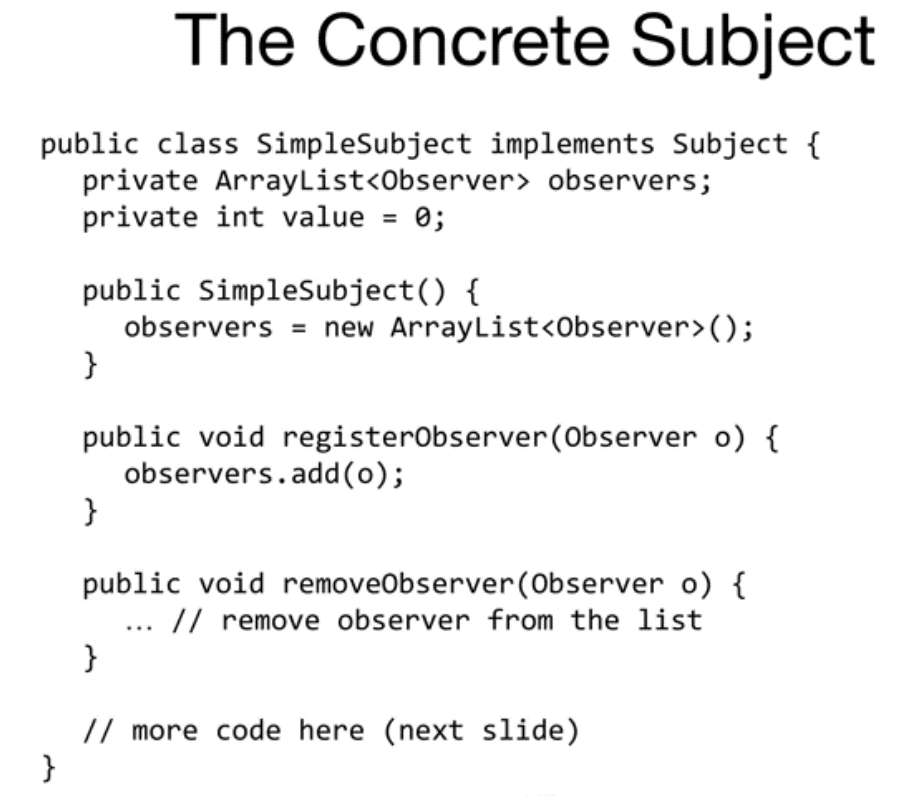 The Concrete Subject
public class SimpleSubject implements Subject {
private ArrayList<Observer> observers;
private int value = 0;
public SimpleSubject() {
observers = new ArrayList<Observer>();
}
public void registerObserver(Observer o) {
observers.add(o);
}
public void removeObserver(Observer o) {
… // remove observer from the list
}
// more code here (next slide)
}